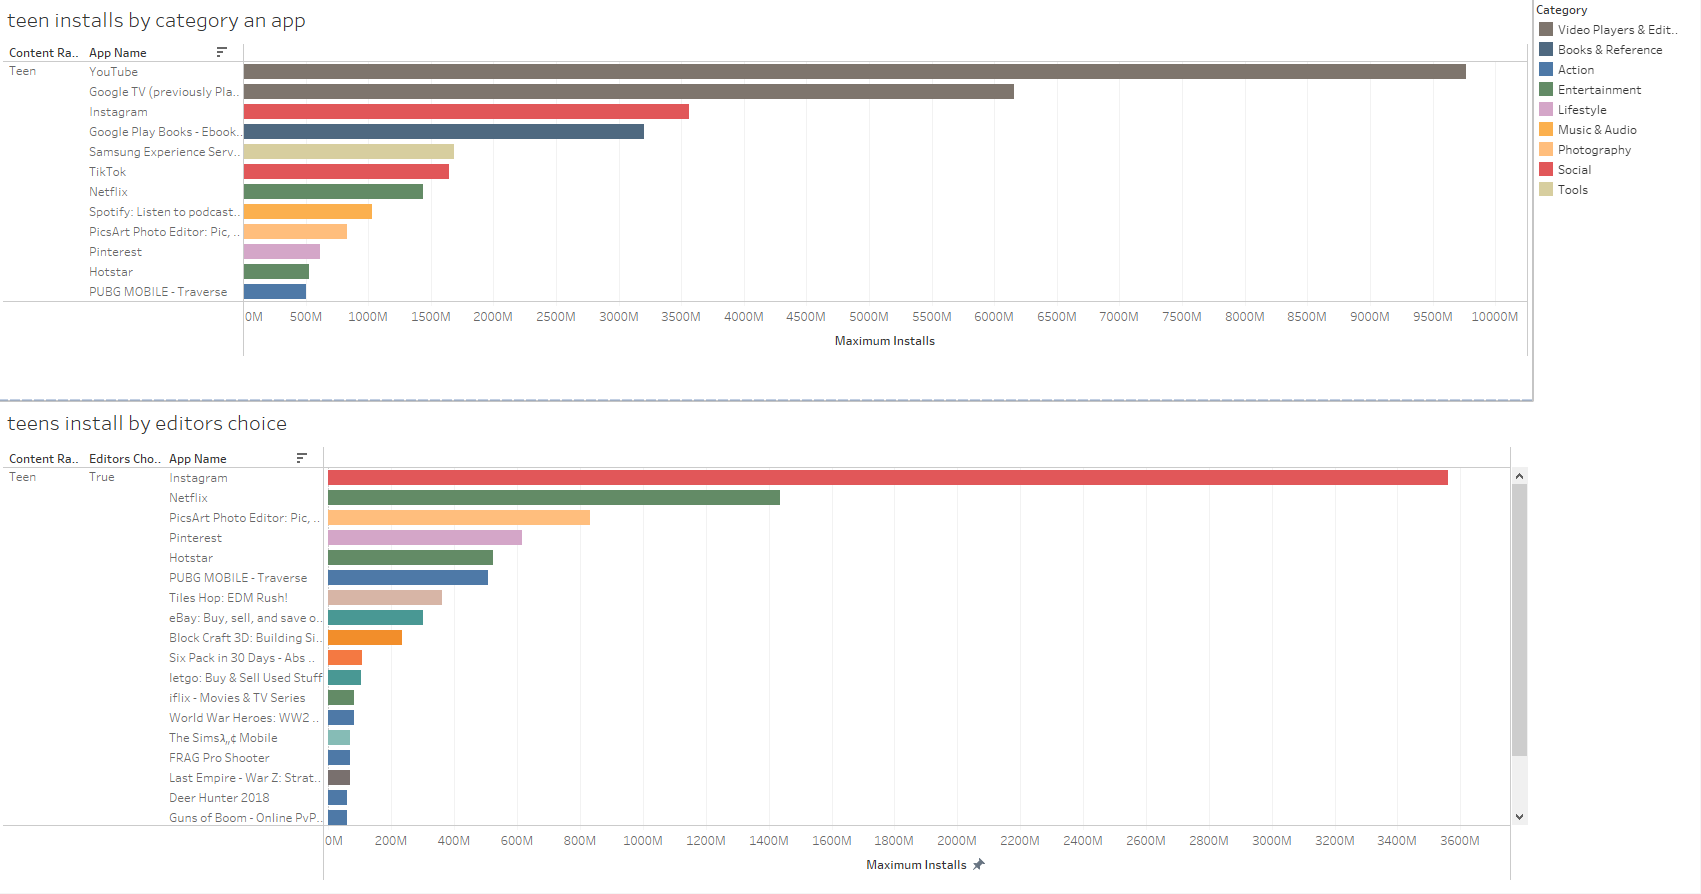 teen installs by category an app
Content Ra.. App Name
Teen YouTube
Google TV (previously Pla..
Instagram
Google Play Books - Ebook..
Samsung Experience Serv..
TikTok
Netflix
Spotify: Listen to podcast..
PicsArt Photo Editor: Pic, ..
Pinterest
Hotstar
PUBG MOBILE - Traverse
0M 500M 1000M 1500M 2000M 2500M 3000M 3500M 4000M 4500M 5000M 5500M 6000M 6500M 7000M 7500M 8000M 8500M 9000M 9500M 10000M
Maximum Installs
Category
Video Players & Edit..
Books & Reference
Action
Entertainment
Lifestyle
Music & Audio
Photography
Social
Tools
teens install by editors choice
Content Ra.. Editors Cho.. App Name
Teen True Instagram
Netflix
PicsArt Photo Editor: Pic, ..
Pinterest
Hotstar
PUBG MOBILE - Traverse
Tiles Hop: EDM Rush!
eBay: Buy, sell, and save o..
Block Craft 3D: Building Si..
Six Pack in 30 Days - Abs ..
letgo: Buy & Sell Used Stuff
iflix - Movies & TV Series
World War Heroes: WW2 ..
The Simsλ„¢ Mobile
FRAG Pro Shooter
Last Empire - War Z: Strat..
Deer Hunter 2018
Guns of Boom - Online PvP..
0M 200M 400M 600M 800M 1000M 1200M 1400M 1600M 1800M 2000M 2200M 2400M 2600M 2800M 3000M 3200M 3400M 3600M
Maximum Installs